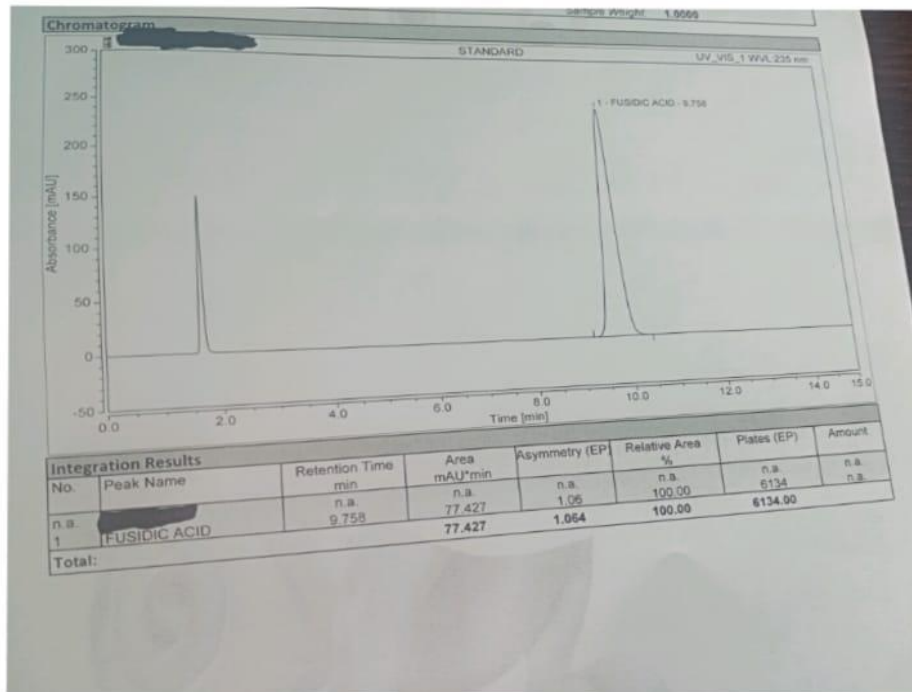 Sample Weight 1.0000
Chromatogram
STANDARD UV_VIS_1 WVL:235 nm
300
250
200
150
100
50
0
-50
Absorbance [mAU]
1 - FUSIDIC ACID - 9.758
0.0 2.0 4.0 6.0 8.0 10.0 12.0 14.0 15.0
Time [min]
Integration Results
No. Peak Name Retention Time Area Asymmetry (EP) Relative Area Plates (EP) Amount
min mAU*min %
n.a. n.a. n.a. n.a. n.a. n.a. n.a.
1 FUSIDIC ACID 9.758 77.427 1.06 100.00 6134 n.a.
Total: 77.427 1.064 100.00 6134.00